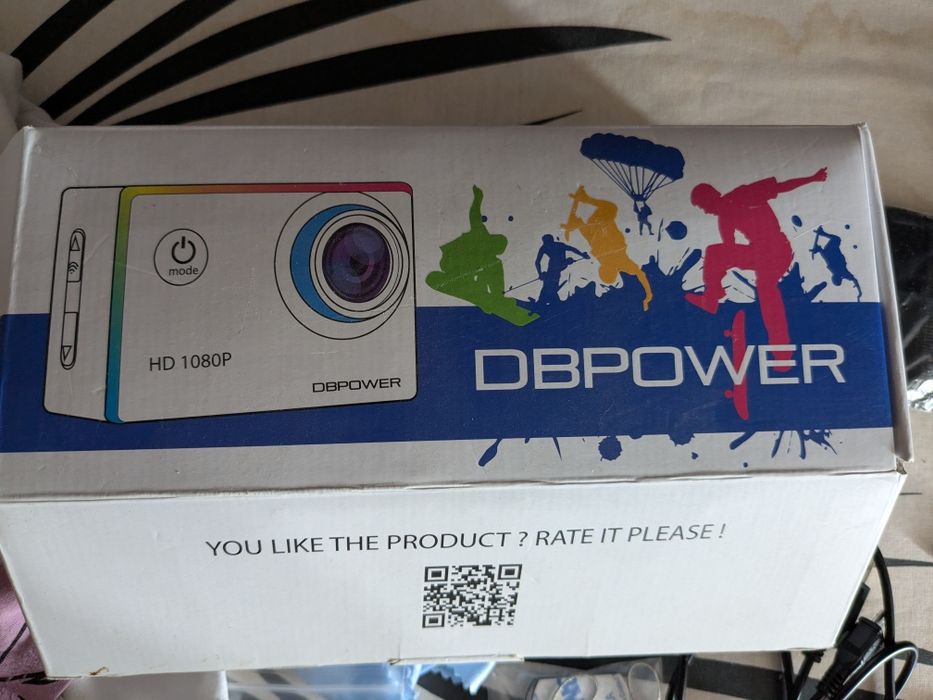 mode
HD 1080P
DBPOWER
DBPOWER
YOU LIKE THE PRODUCT ? RATE IT PLEASE !